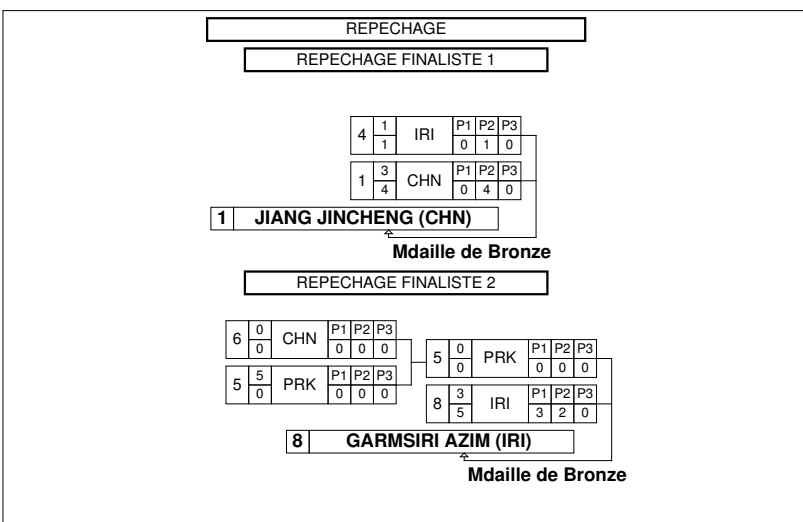 REPECHAGE
REPECHAGE FINALISTE 1
4 1 IRI P1 P2 P3
1 0 1 0
1 3 CHN P1 P2 P3
4 0 4 0
1 JIANG JINCHENG (CHN)
Mdaille de Bronze
REPECHAGE FINALISTE 2
6 0 CHN P1 P2 P3
0 0 0 0
5 0 PRK P1 P2 P3
0 0 0 0
5 5 PRK P1 P2 P3
0 0 0 0
8 3 IRI P1 P2 P3
5 3 2 0
8 GARMSIRI AZIM (IRI)
Mdaille de Bronze